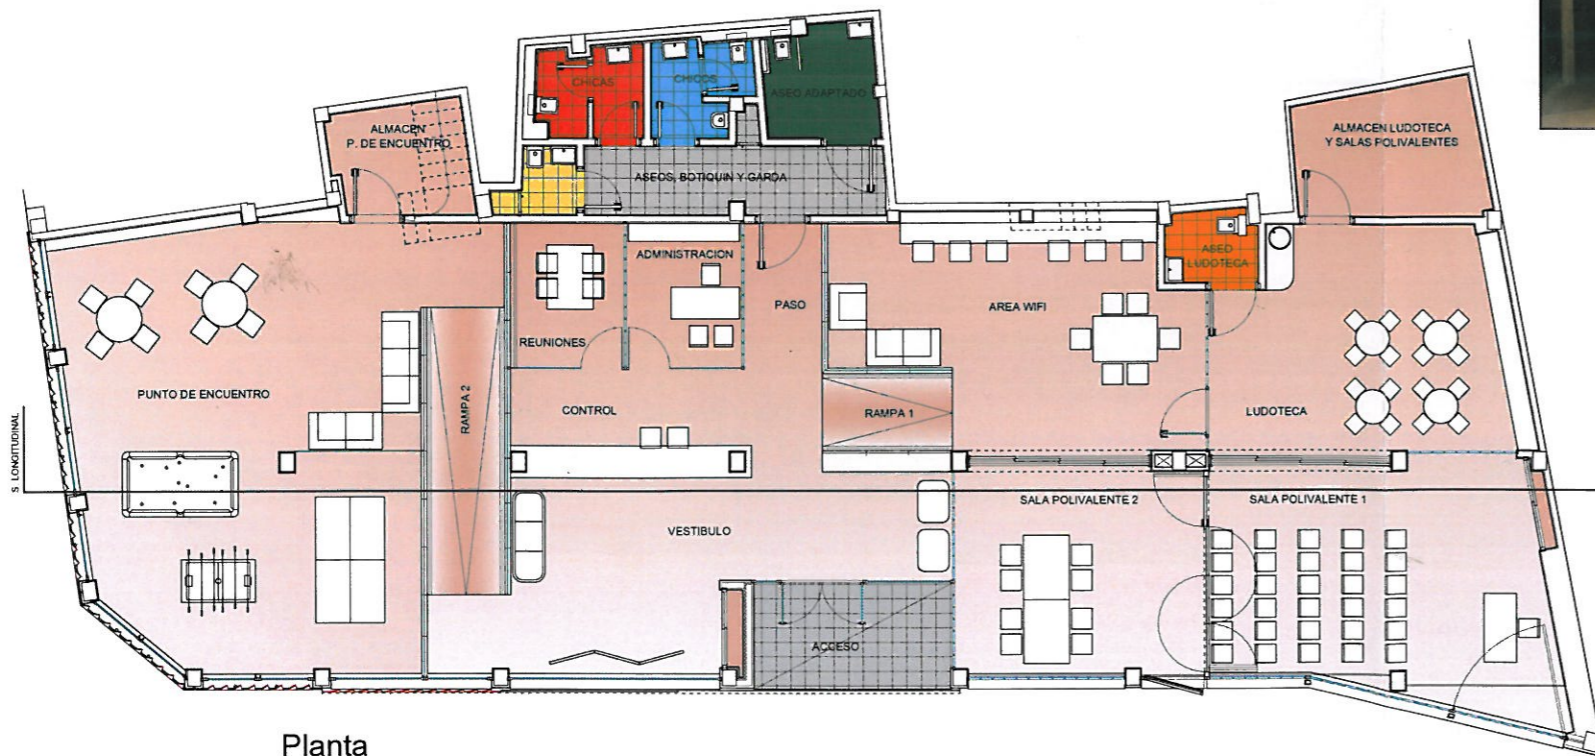 CHICAS
CHICOS
ASEO ADAPTADO
ALMACEN
P. DE ENCUENTRO
ALMACEN LUDOTECA
Y SALAS POLIVALENTES
ASEOS, BOTIQUIN Y GARDA
ADMINISTRACION
ASEO
LUDOTECA
PASO
AREA WIFI
REUNIONES
PUNTO DE ENCUENTRO
RAMPA 2
CONTROL
RAMPA 1
LUDOTECA
S. LONGITUDINAL
SALA POLIVALENTE 2
SALA POLIVALENTE 1
VESTIBULO
ACCESO
Planta